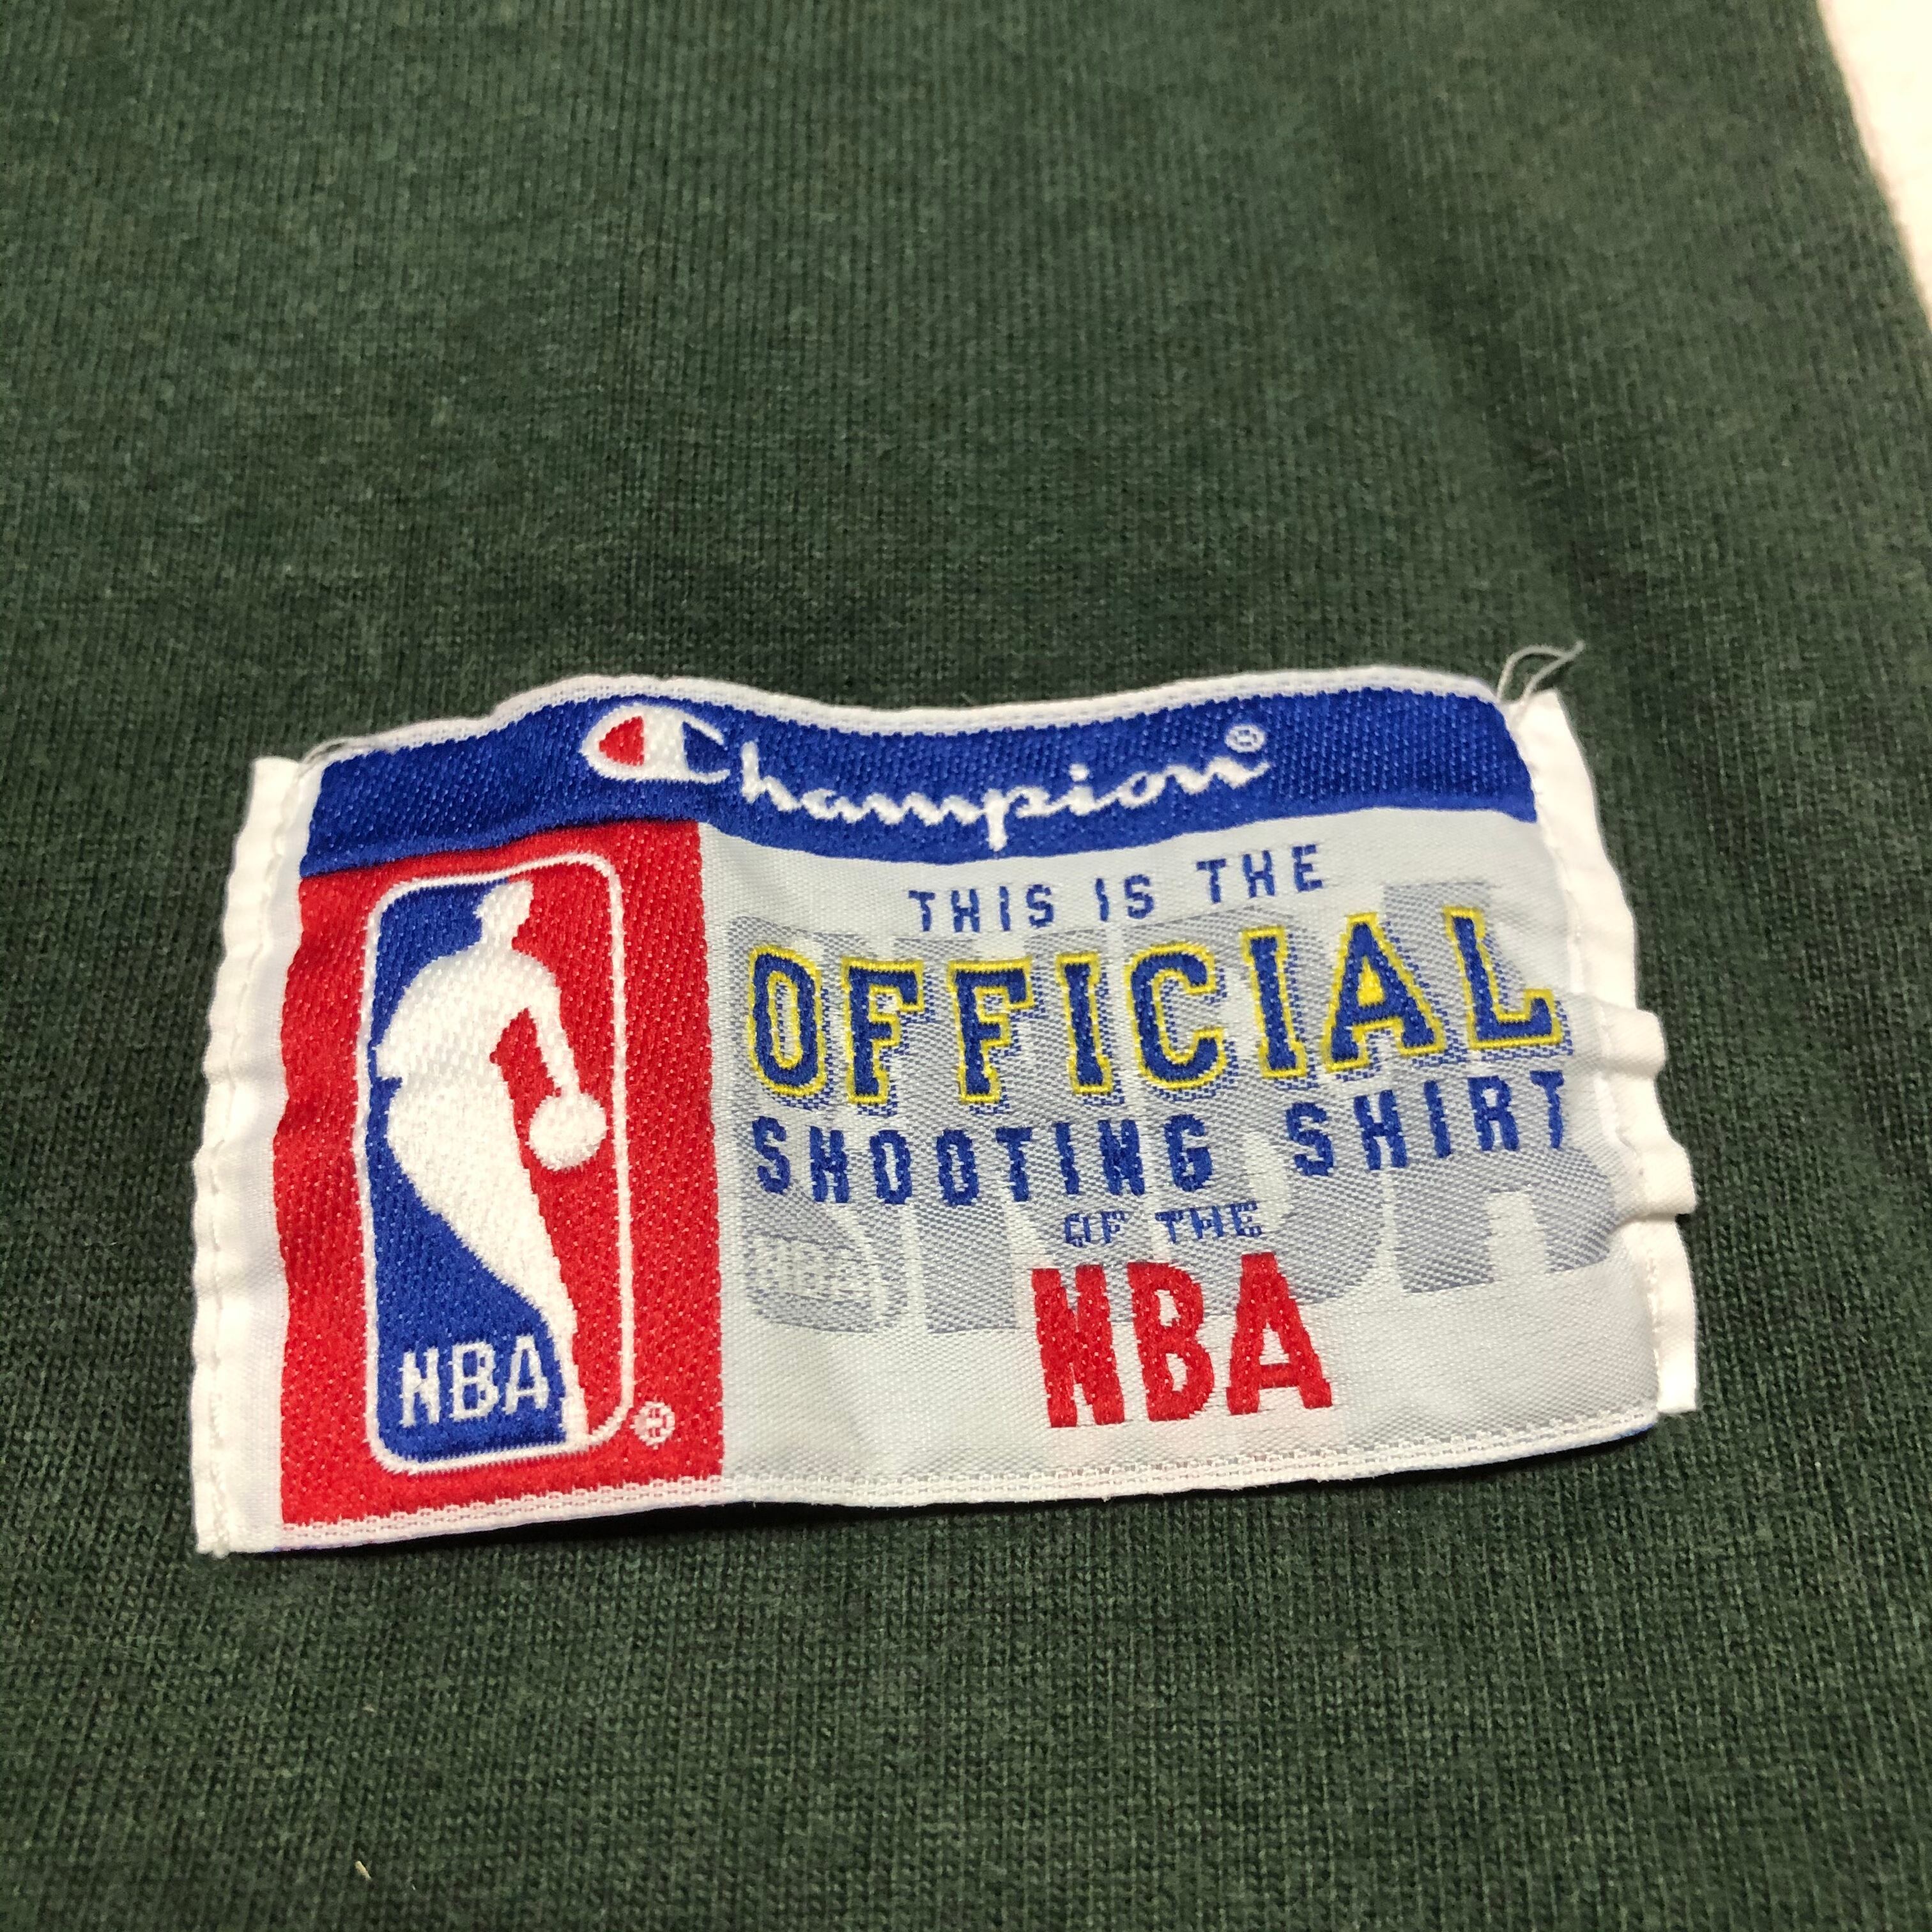 Champion®
THIS IS THE
OFFICIAL
SHOOTING SHIRT
OF THE
NBA
NBA ®